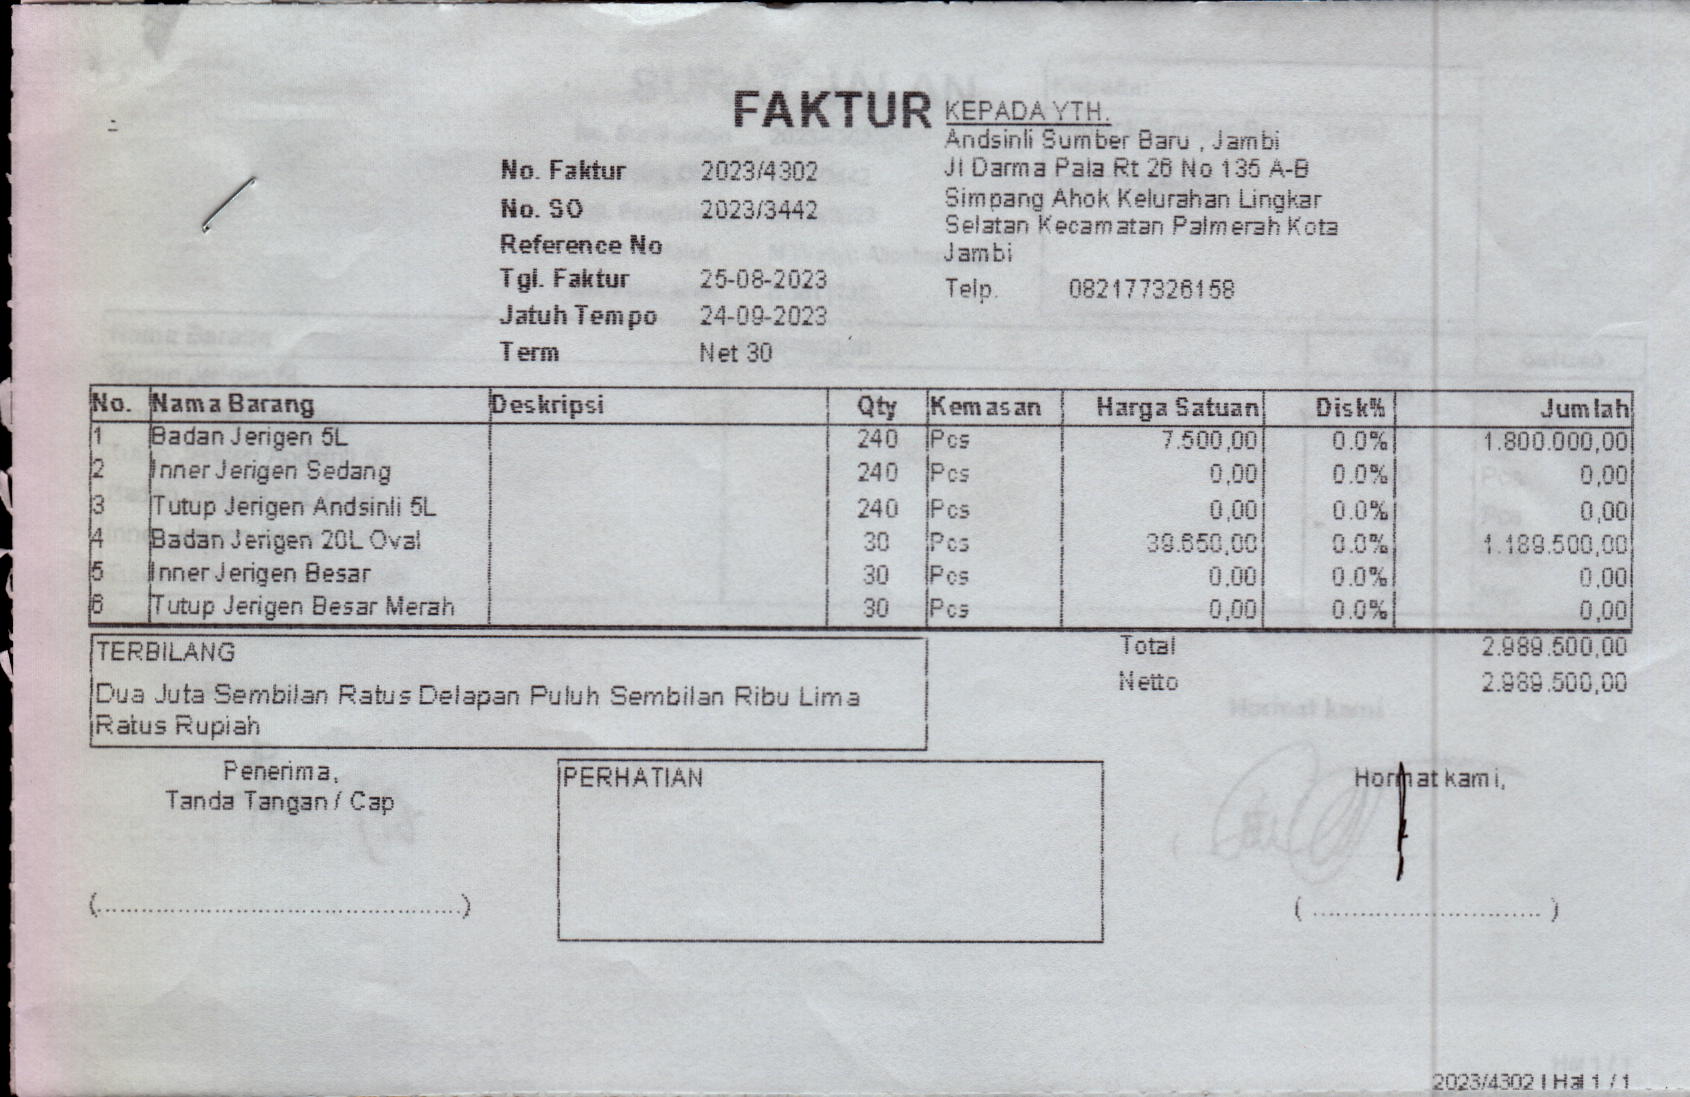 FAKTUR
No. Faktur 2023/4302
No. SO 2023/3442
Reference No
Tgl. Faktur 25-08-2023
Jatuh Tempo 24-09-2023
Term Net 30
KEPADA YTH.
Andsinli Sumber Baru , Jambi
Jl Darma Pala Rt 26 No 135 A-B
Simpang Ahok Kelurahan Lingkar
Selatan Kecamatan Palmerah Kota
Jambi
Telp. 082177326158
No. Nama Barang Deskripsi Qty Kemasan Harga Satuan Disk% Jumlah
1 Badan Jerigen 5L 240 Pcs 7.500,00 0.0% 1.800.000,00
2 Inner Jerigen Sedang 240 Pcs 0,00 0.0% 0,00
3 Tutup Jerigen Andsinli 5L 240 Pcs 0,00 0.0% 0,00
4 Badan Jerigen 20L Oval 30 Pcs 39.650,00 0.0% 1.189.500,00
5 Inner Jerigen Besar 30 Pcs 0,00 0.0% 0,00
6 Tutup Jerigen Besar Merah 30 Pcs 0,00 0.0% 0,00
Total 2.989.500,00
Netto 2.989.500,00
TERBILANG
Dua Juta Sembilan Ratus Delapan Puluh Sembilan Ribu Lima
Ratus Rupiah
Penerima,
Tanda Tangan / Cap
(................................................)
PERHATIAN
Hormat kami,
( .............................. )
2023/4302 | Hal 1 / 1